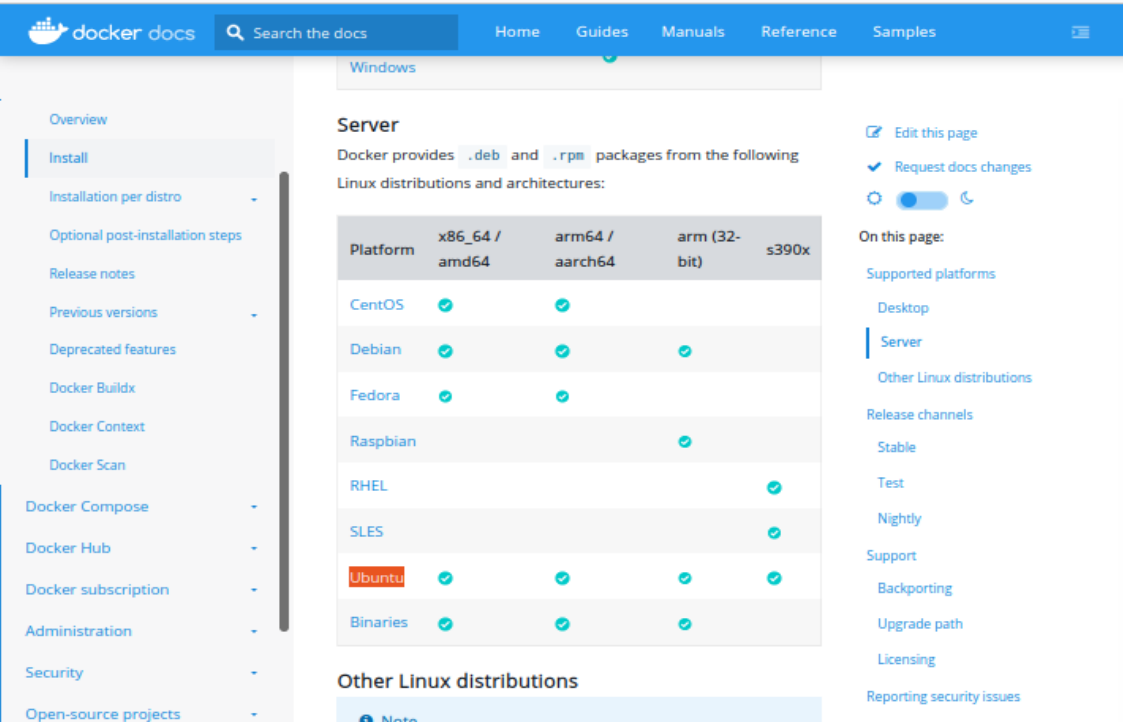 docker docs
Search the docs
Home
Guides
Manuals
Reference
Samples
Overview
Install
Installation per distro
Optional post-installation steps
Release notes
Previous versions
Deprecated features
Docker Buildx
Docker Context
Docker Scan
Docker Compose
Docker Hub
Docker subscription
Administration
Security
Open-source projects
Windows
Server
Docker provides .deb and .rpm packages from the following
Linux distributions and architectures:
Platform x86_64 / amd64 arm64 / aarch64 arm (32-bit) s390x
CentOS
Debian
Fedora
Raspbian
RHEL
SLES
Ubuntu
Binaries
Other Linux distributions
Note
Edit this page
Request docs changes
On this page:
Supported platforms
Desktop
Server
Other Linux distributions
Release channels
Stable
Test
Nightly
Support
Backporting
Upgrade path
Licensing
Reporting security issues